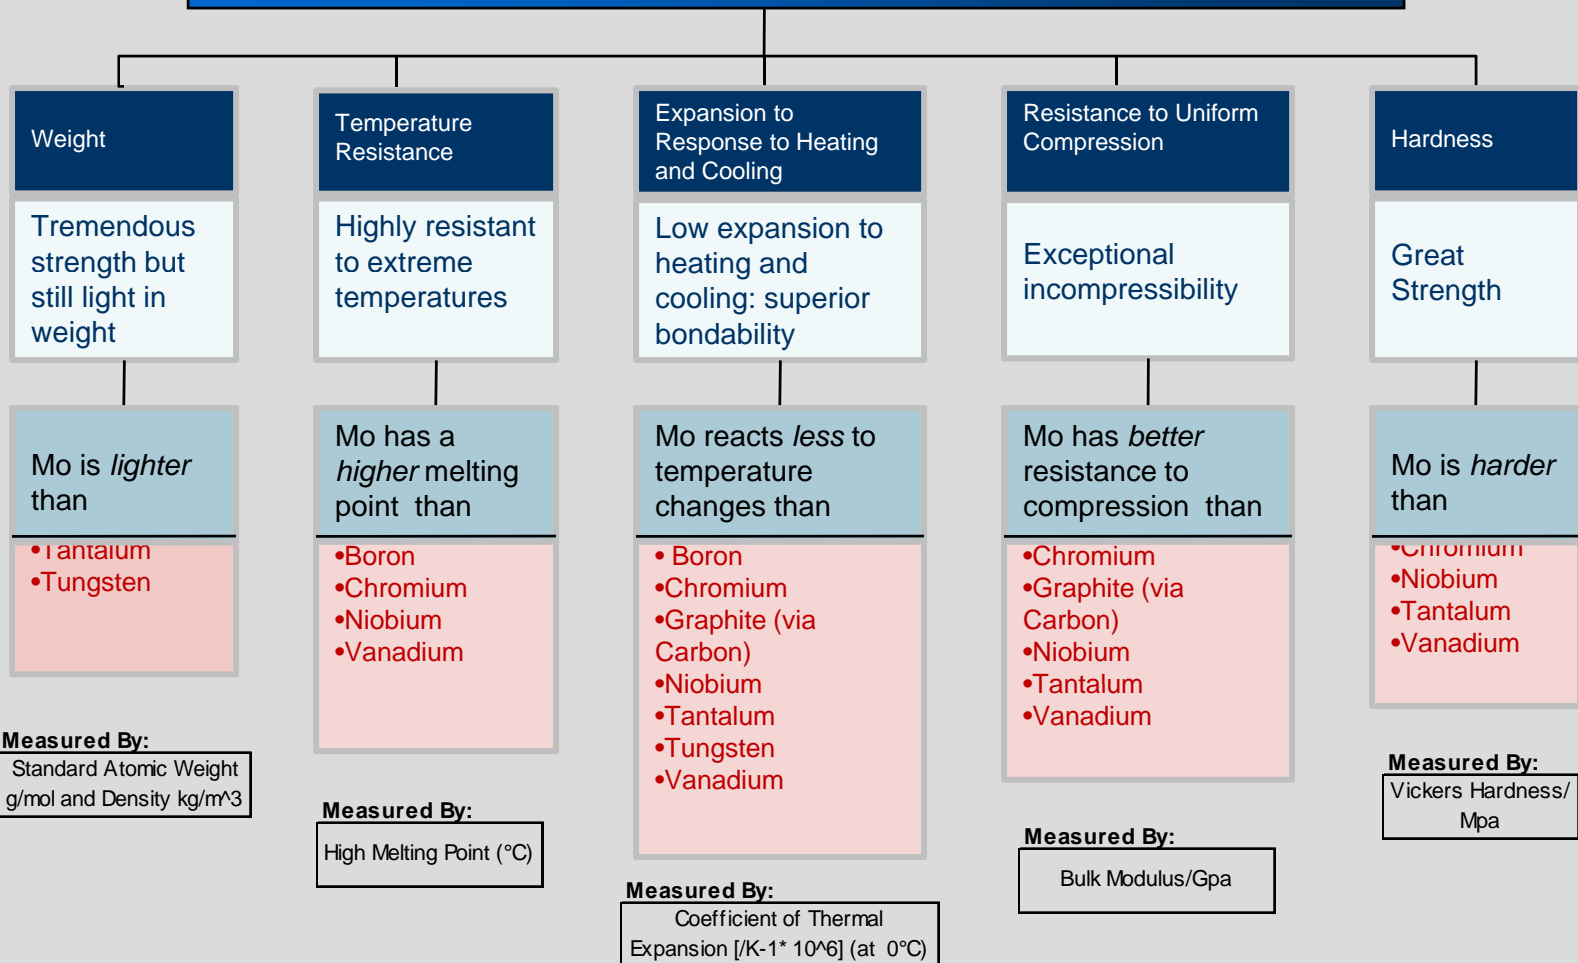 Weight
Tremendous
strength but
still light in
weight
Mo is lighter
than
•Tantalum
•Tungsten
Measured By:
Standard Atomic Weight
g/mol and Density kg/m^3
Temperature
Resistance
Highly resistant
to extreme
temperatures
Mo has a
higher melting
point than
•Boron
•Chromium
•Niobium
•Vanadium
Measured By:
High Melting Point (°C)
Expansion to
Response to Heating
and Cooling
Low expansion to
heating and
cooling: superior
bondability
Mo reacts less to
temperature
changes than
• Boron
•Chromium
•Graphite (via
Carbon)
•Niobium
•Tantalum
•Tungsten
•Vanadium
Measured By:
Coefficient of Thermal
Expansion [/K-1* 10^6] (at 0°C)
Resistance to Uniform
Compression
Exceptional
incompressibility
Mo has better
resistance to
compression than
•Chromium
•Graphite (via
Carbon)
•Niobium
•Tantalum
•Vanadium
Measured By:
Bulk Modulus/Gpa
Hardness
Great
Strength
Mo is harder
than
•Chromium
•Niobium
•Tantalum
•Vanadium
Measured By:
Vickers Hardness/
Mpa